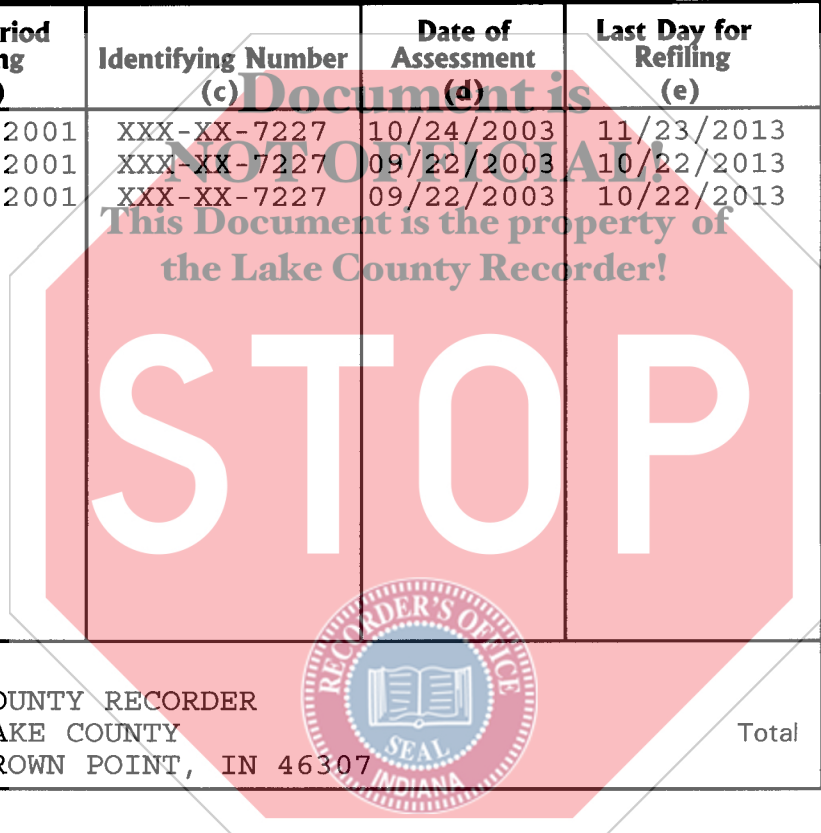 riod
ng
)
Identifying Number
(c)
Date of
Assessment
(d)
Last Day for
Refiling
(e)
2001 XXX-XX-7227 10/24/2003 11/23/2013
2001 XXX-XX-7227 09/22/2003 10/22/2013
2001 XXX-XX-7227 09/22/2003 10/22/2013
Document is
NOT OFFICIAL!
This Document is the property of
the Lake County Recorder!
STOP
RECORDER'S OFFICE
SEAL
INDIANA
OUNTY RECORDER
AKE COUNTY
ROWN POINT, IN 46307
Total